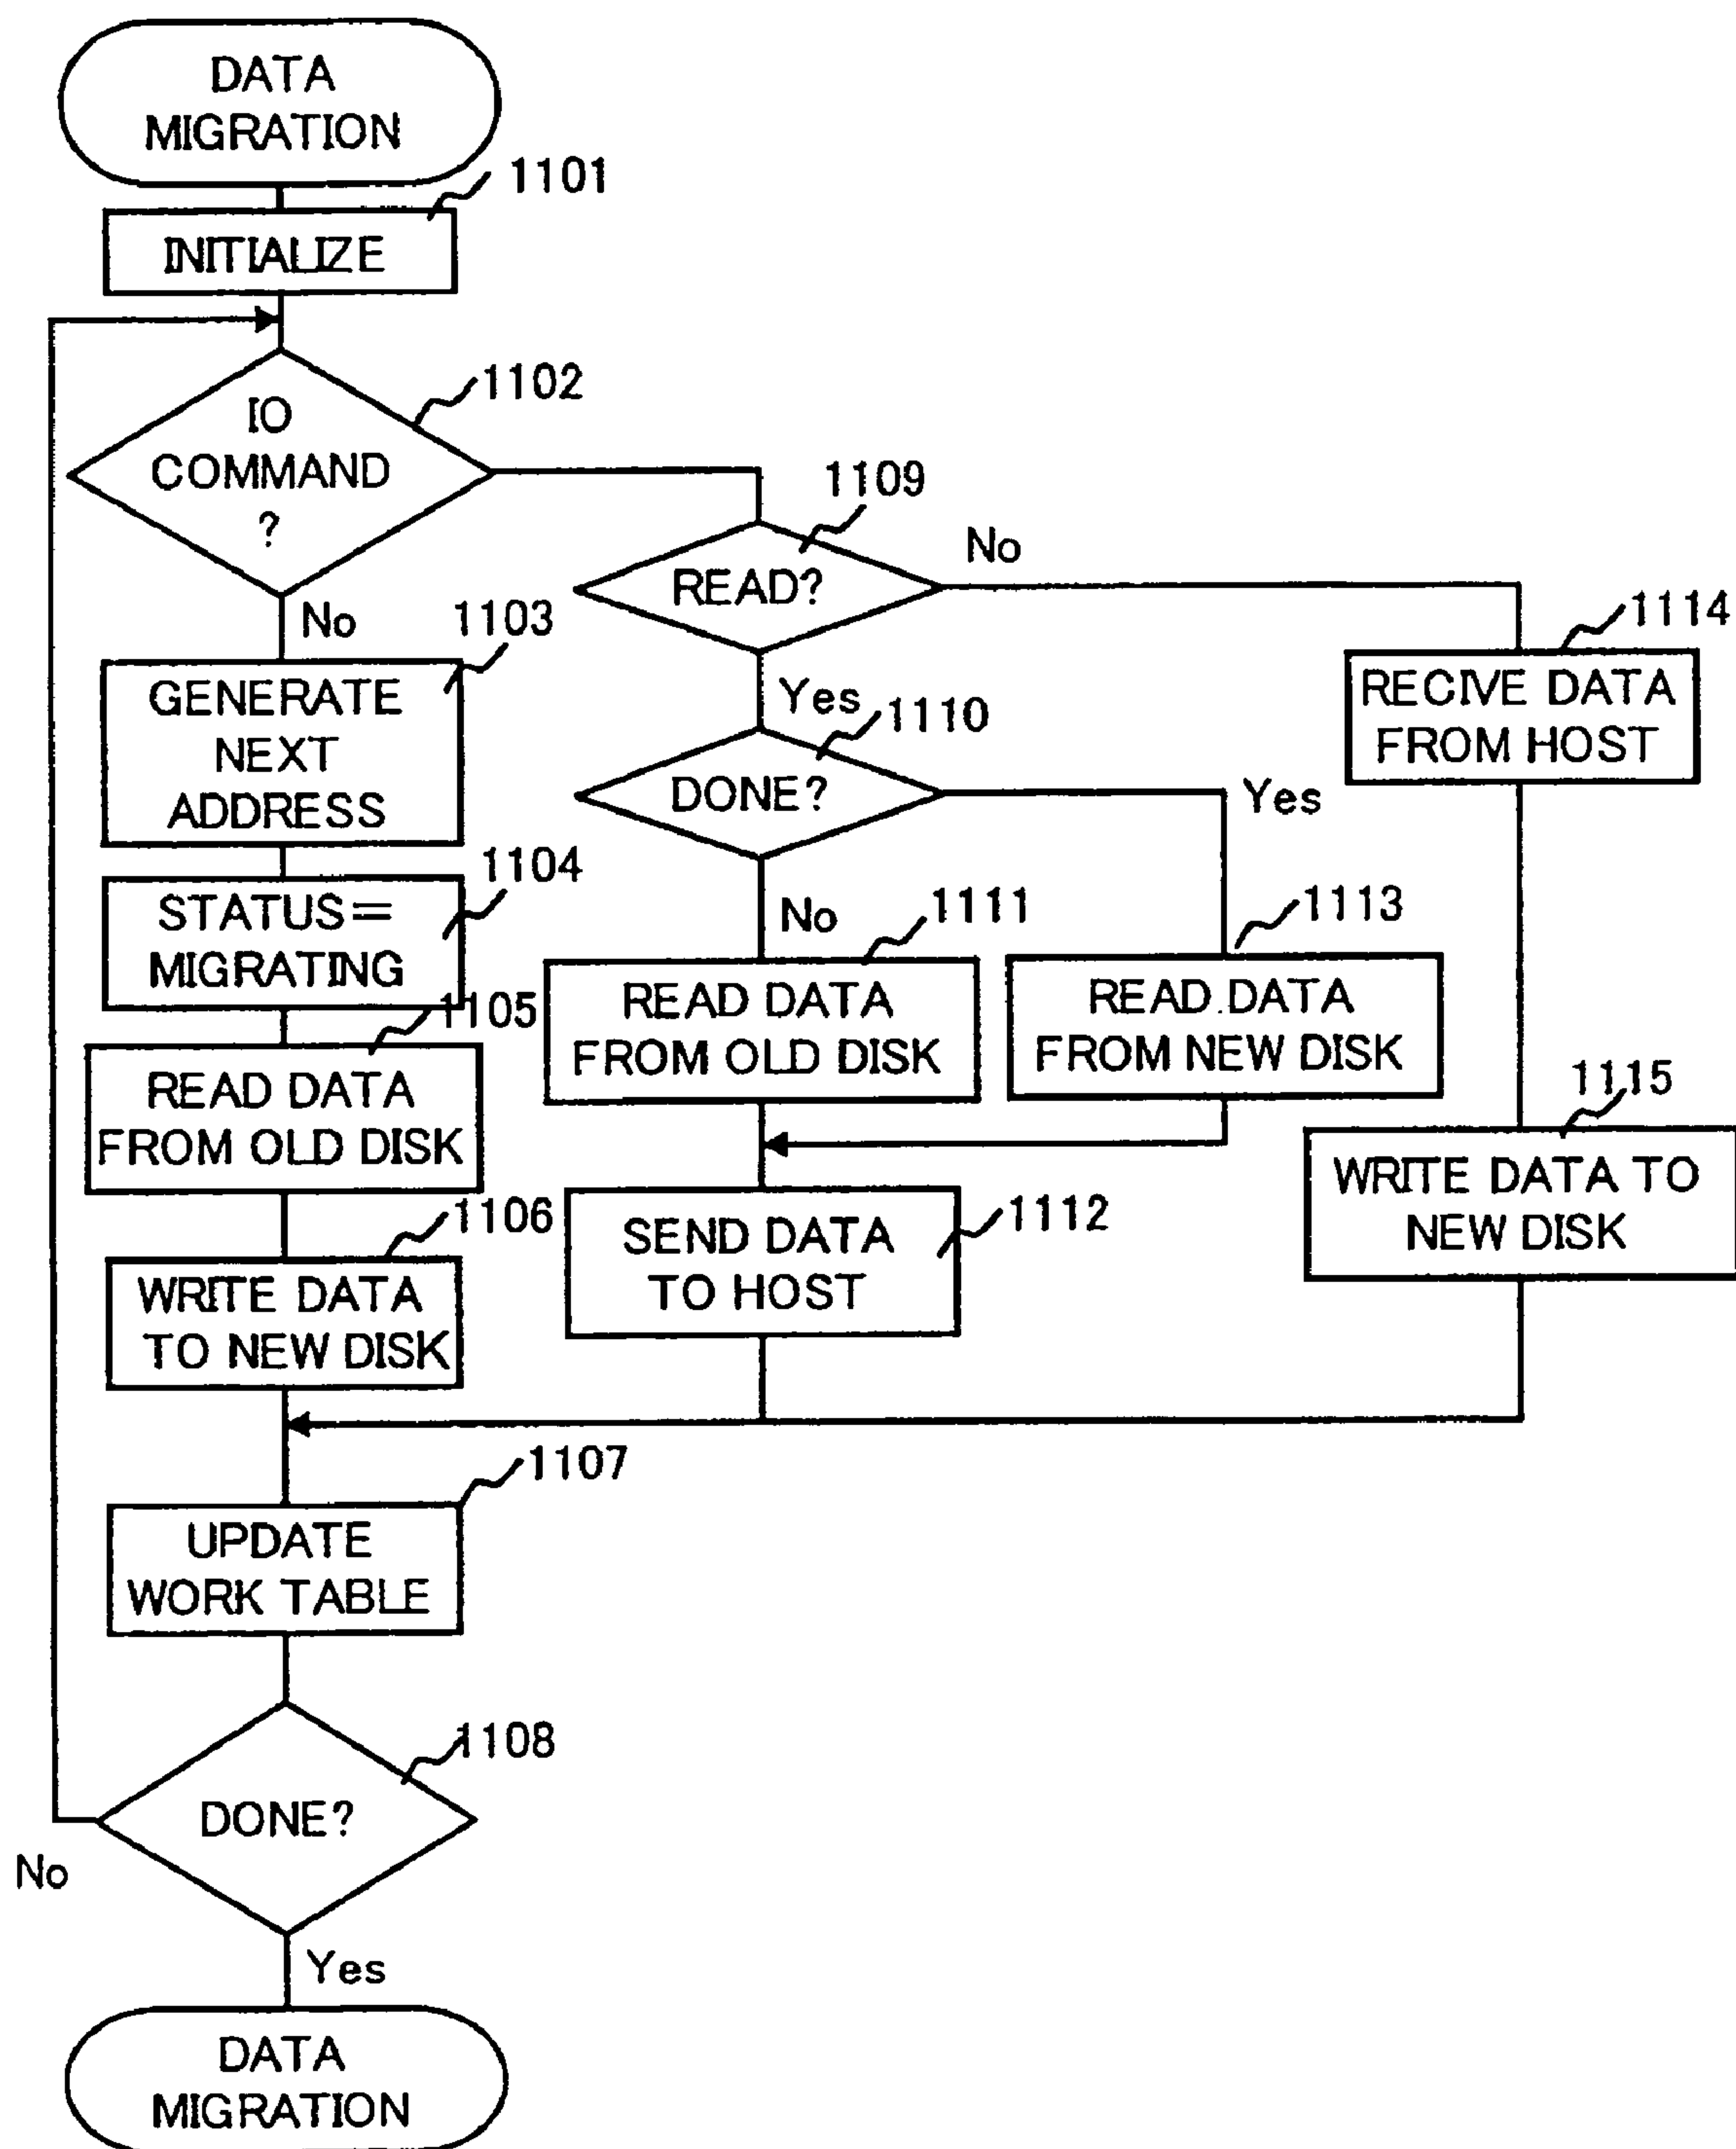 DATA
MIGRATION
1101
INITIALIZE
1102
IO
COMMAND
?
No
1103
GENERATE
NEXT
ADDRESS
1104
STATUS=
MIGRATING
1105
READ DATA
FROM OLD DISK
1106
WRITE DATA
TO NEW DISK
1107
UPDATE
WORK TABLE
1108
DONE?
No
Yes
DATA
MIGRATION
1109
READ?
No
Yes
1110
DONE?
Yes
No
1111
READ DATA
FROM OLD DISK
1113
READ DATA
FROM NEW DISK
1112
SEND DATA
TO HOST
1114
RECIVE DATA
FROM HOST
1115
WRITE DATA TO
NEW DISK